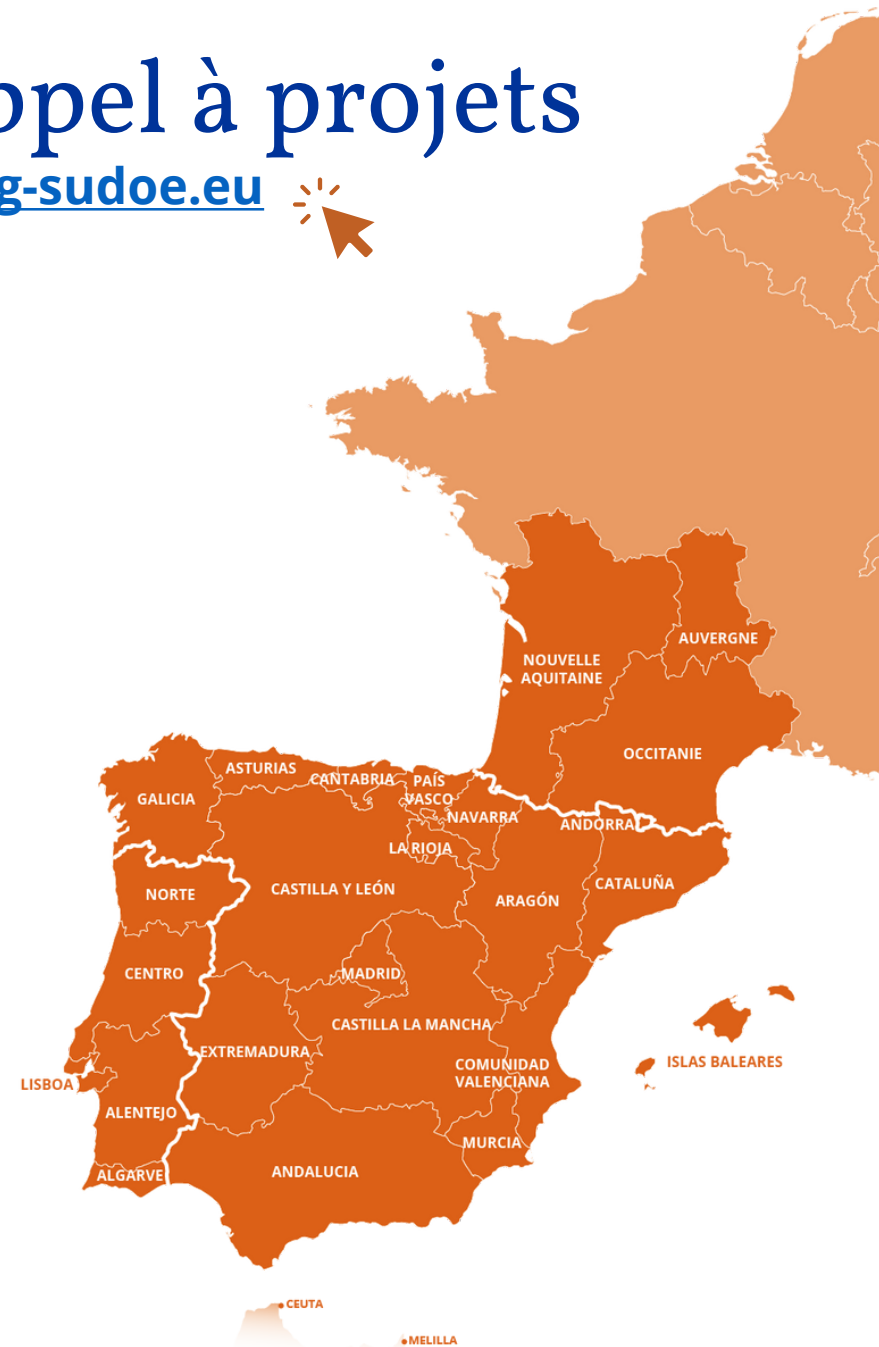 ppel à projets
g-sudoe.eu
AUVERGNE
NOUVELLE
AQUITAINE
OCCITANIE
ASTURIAS
CANTABRIA
PAÍS
VASCO
GALICIA
NAVARRA
ANDORRA
LA RIOJA
CASTILLA Y LEÓN
CATALUÑA
NORTE
ARAGÓN
CENTRO
MADRID
CASTILLA LA MANCHA
EXTREMADURA
COMUNIDAD
VALENCIANA
ISLAS BALEARES
LISBOA
ALENTEJO
MURCIA
ALGARVE
ANDALUCIA
CEUTA
MELILLA